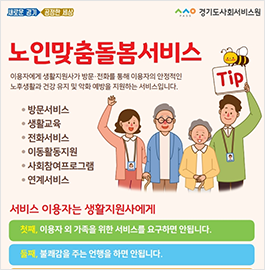 새로운 경기 공정한 세상
경기도사회서비스원
노인맞춤돌봄서비스
이용자에게 생활지원사가 방문·전화를 통해 이용자의 안정적인
노후생활과 건강 유지 및 악화 예방을 지원하는 서비스입니다.
Tip
• 방문서비스
• 생활교육
• 전화서비스
• 이동활동지원
• 사회참여프로그램
• 연계서비스
서비스 이용자는 생활지원사에게
첫째, 이용자 외 가족을 위한 서비스를 요구하면 안됩니다.
둘째, 불쾌감을 주는 언행을 하면 안됩니다.